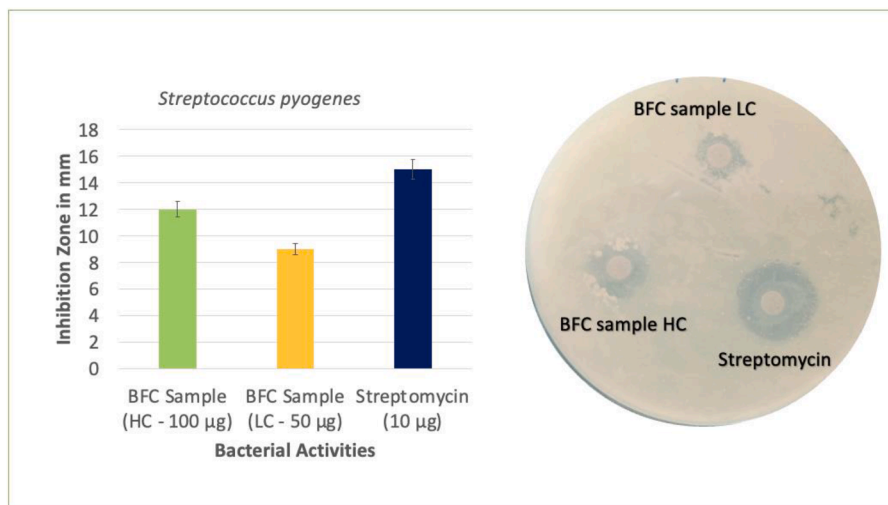 Streptococcus pyogenes
Inhibition Zone in mm
18
16
14
12
10
8
6
4
2
0
BFC Sample
(HC - 100 µg)
BFC Sample
(LC - 50 µg)
Streptomycin
(10 µg)
Bacterial Activities
BFC sample LC
BFC sample HC
Streptomycin